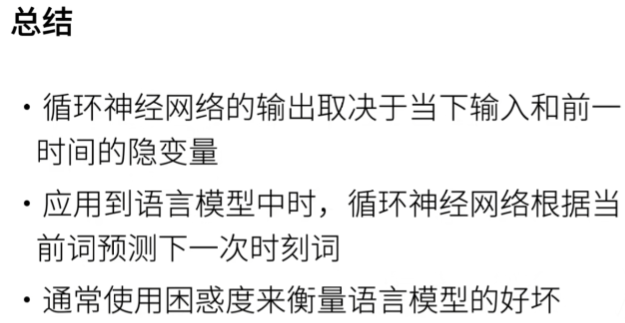 总结
• 循环神经网络的输出取决于当下输入和前一
时间的隐变量
• 应用到语言模型中时，循环神经网络根据当
前词预测下一次时刻词
• 通常使用困惑度来衡量语言模型的好坏